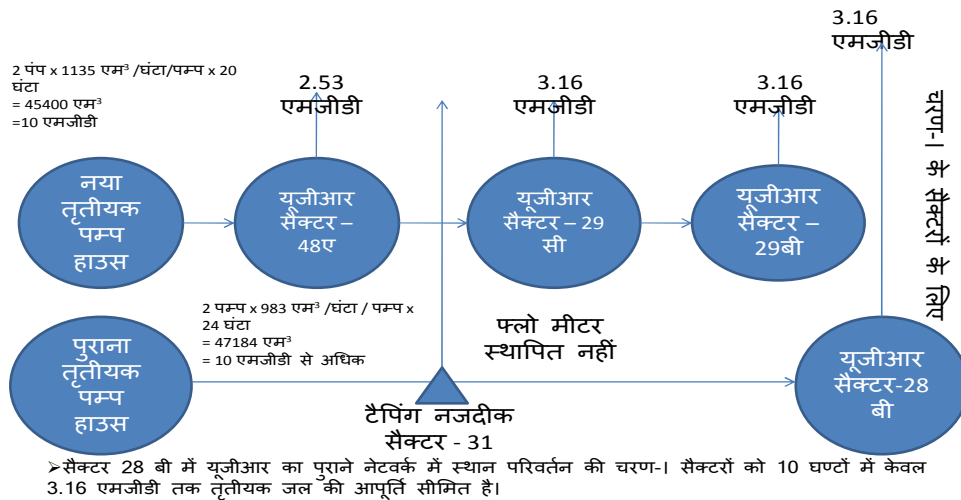 3.16
एमजीडी
2 पंप x 1135 एम³ /घंटा/पम्प x 20
घंटा
= 45400 एम³
=10 एमजीडी
2.53
एमजीडी
3.16
एमजीडी
3.16
एमजीडी
चरण-I के सैक्टरों के लिए
नया
तृतीयक
पम्प
हाउस
यूजीआर
सैक्टर –
48ए
यूजीआर
सैक्टर – 29
सी
यूजीआर
सैक्टर –
29बी
2 पम्प x 983 एम³ /घंटा / पम्प x
24 घंटा
= 47184 एम³
= 10 एमजीडी से अधिक
फ्लो मीटर
स्थापित नहीं
पुराना
तृतीयक
पम्प
हाउस
यूजीआर
सैक्टर-28
बी
टैपिंग नजदीक
सैक्टर - 31
➢सैक्टर 28 बी में यूजीआर का पुराने नेटवर्क में स्थान परिवर्तन की चरण-I सैक्टरों को 10 घण्टों में केवल
3.16 एमजीडी तक तृतीयक जल की आपूर्ति सीमित है।